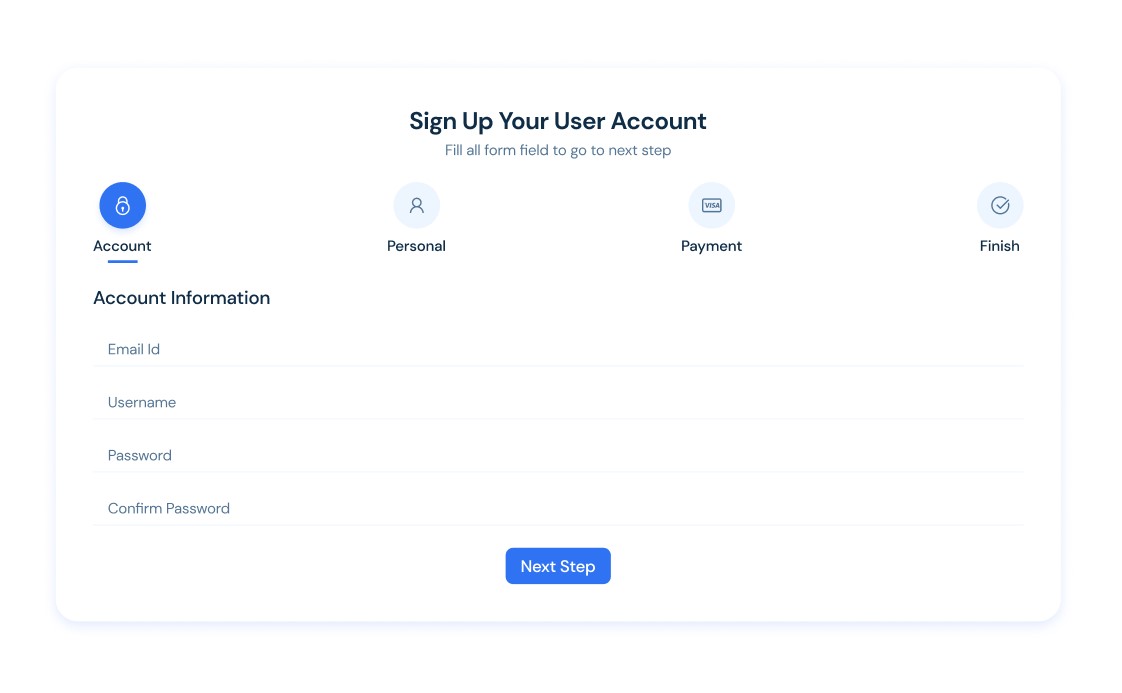 Sign Up Your User Account
Fill all form field to go to next step
VISA
Account Personal Payment Finish
Account Information
Email Id
Username
Password
Confirm Password
Next Step